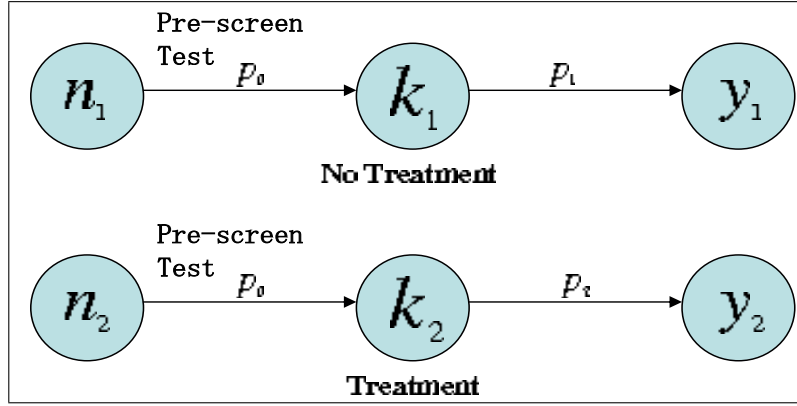 Pre-screen
Test
n₁ p₀ k₁ p₁ y₁
No Treatment
Pre-screen
Test
n₂ p₀ k₂ p₂ y₂
Treatment